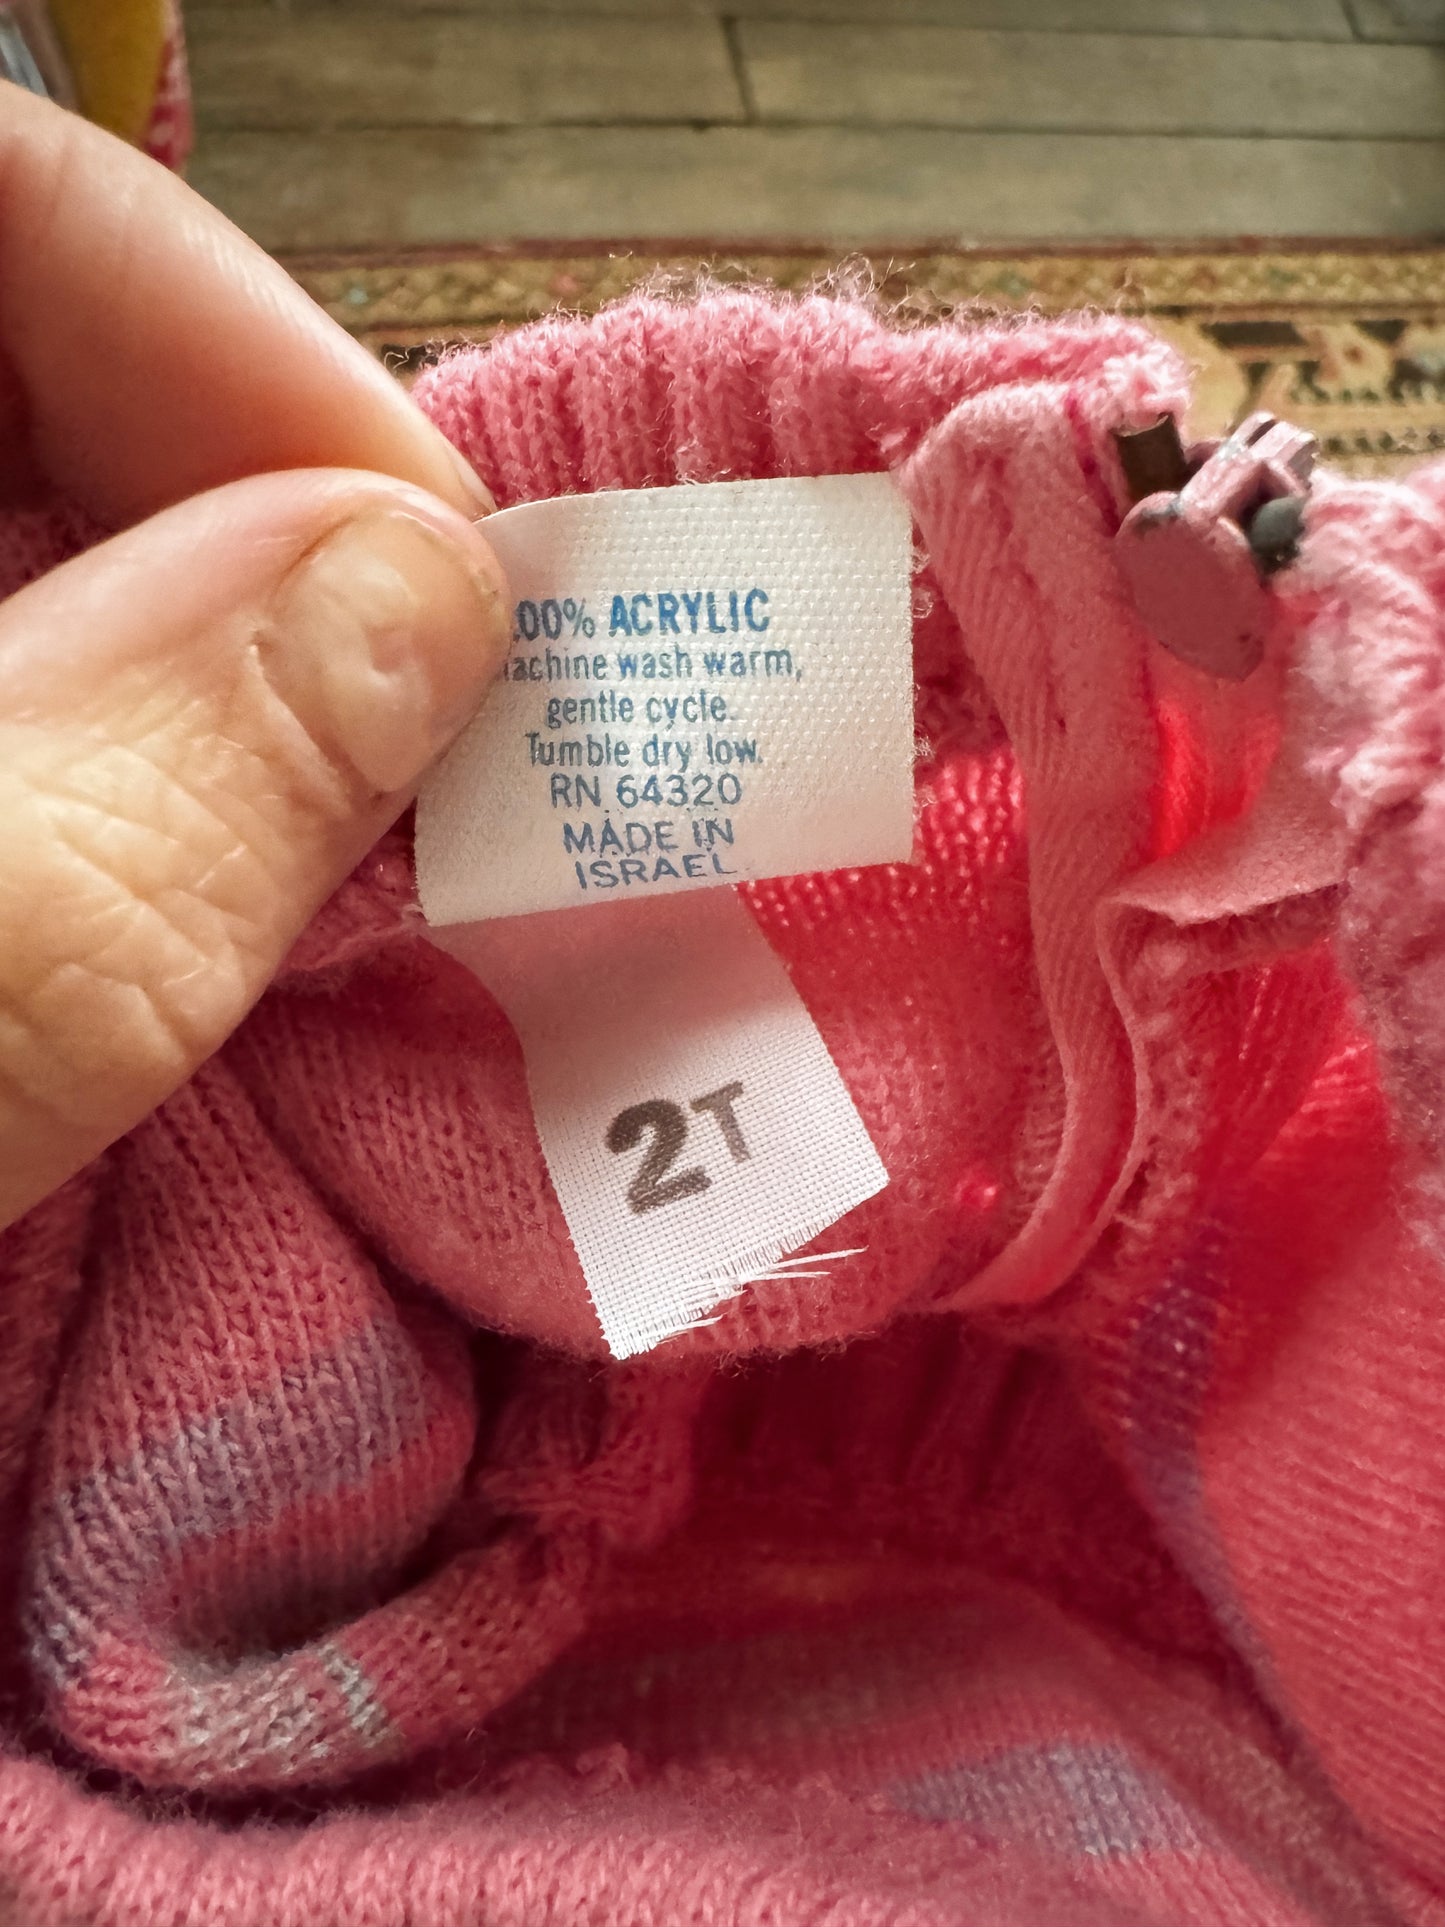 00% ACRYLIC
achine wash warm,
gentle cycle.
Tumble dry low.
RN 64320
MADE IN
ISRAEL
2T